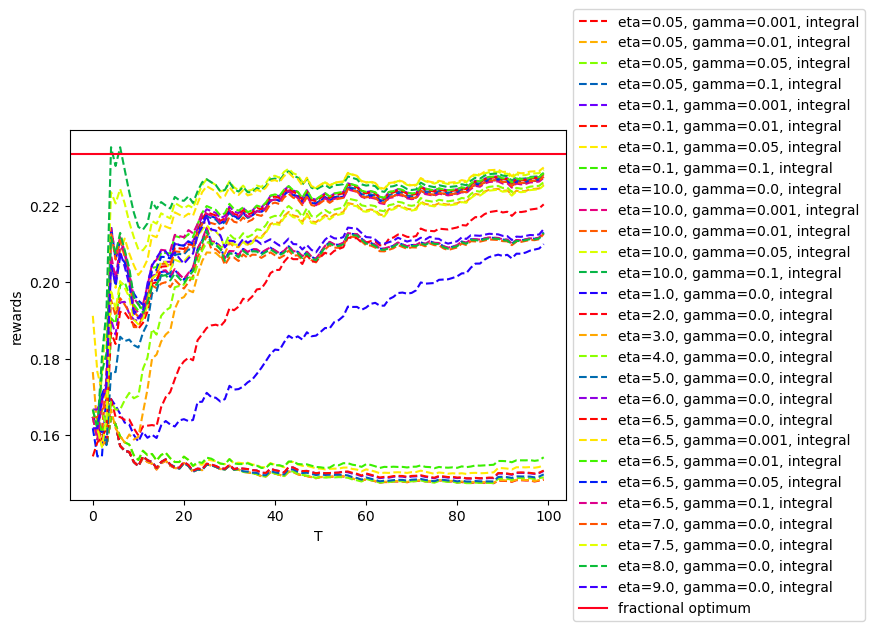 eta=0.05, gamma=0.001, integral
eta=0.05, gamma=0.01, integral
eta=0.05, gamma=0.05, integral
eta=0.05, gamma=0.1, integral
eta=0.1, gamma=0.001, integral
eta=0.1, gamma=0.01, integral
eta=0.1, gamma=0.05, integral
eta=0.1, gamma=0.1, integral
eta=10.0, gamma=0.0, integral
eta=10.0, gamma=0.001, integral
eta=10.0, gamma=0.01, integral
eta=10.0, gamma=0.05, integral
eta=10.0, gamma=0.1, integral
eta=1.0, gamma=0.0, integral
eta=2.0, gamma=0.0, integral
eta=3.0, gamma=0.0, integral
eta=4.0, gamma=0.0, integral
eta=5.0, gamma=0.0, integral
eta=6.0, gamma=0.0, integral
eta=6.5, gamma=0.0, integral
eta=6.5, gamma=0.001, integral
eta=6.5, gamma=0.01, integral
eta=6.5, gamma=0.05, integral
eta=6.5, gamma=0.1, integral
eta=7.0, gamma=0.0, integral
eta=7.5, gamma=0.0, integral
eta=8.0, gamma=0.0, integral
eta=9.0, gamma=0.0, integral
fractional optimum
rewards
0.22
0.20
0.18
0.16
0 20 40 60 80 100
T